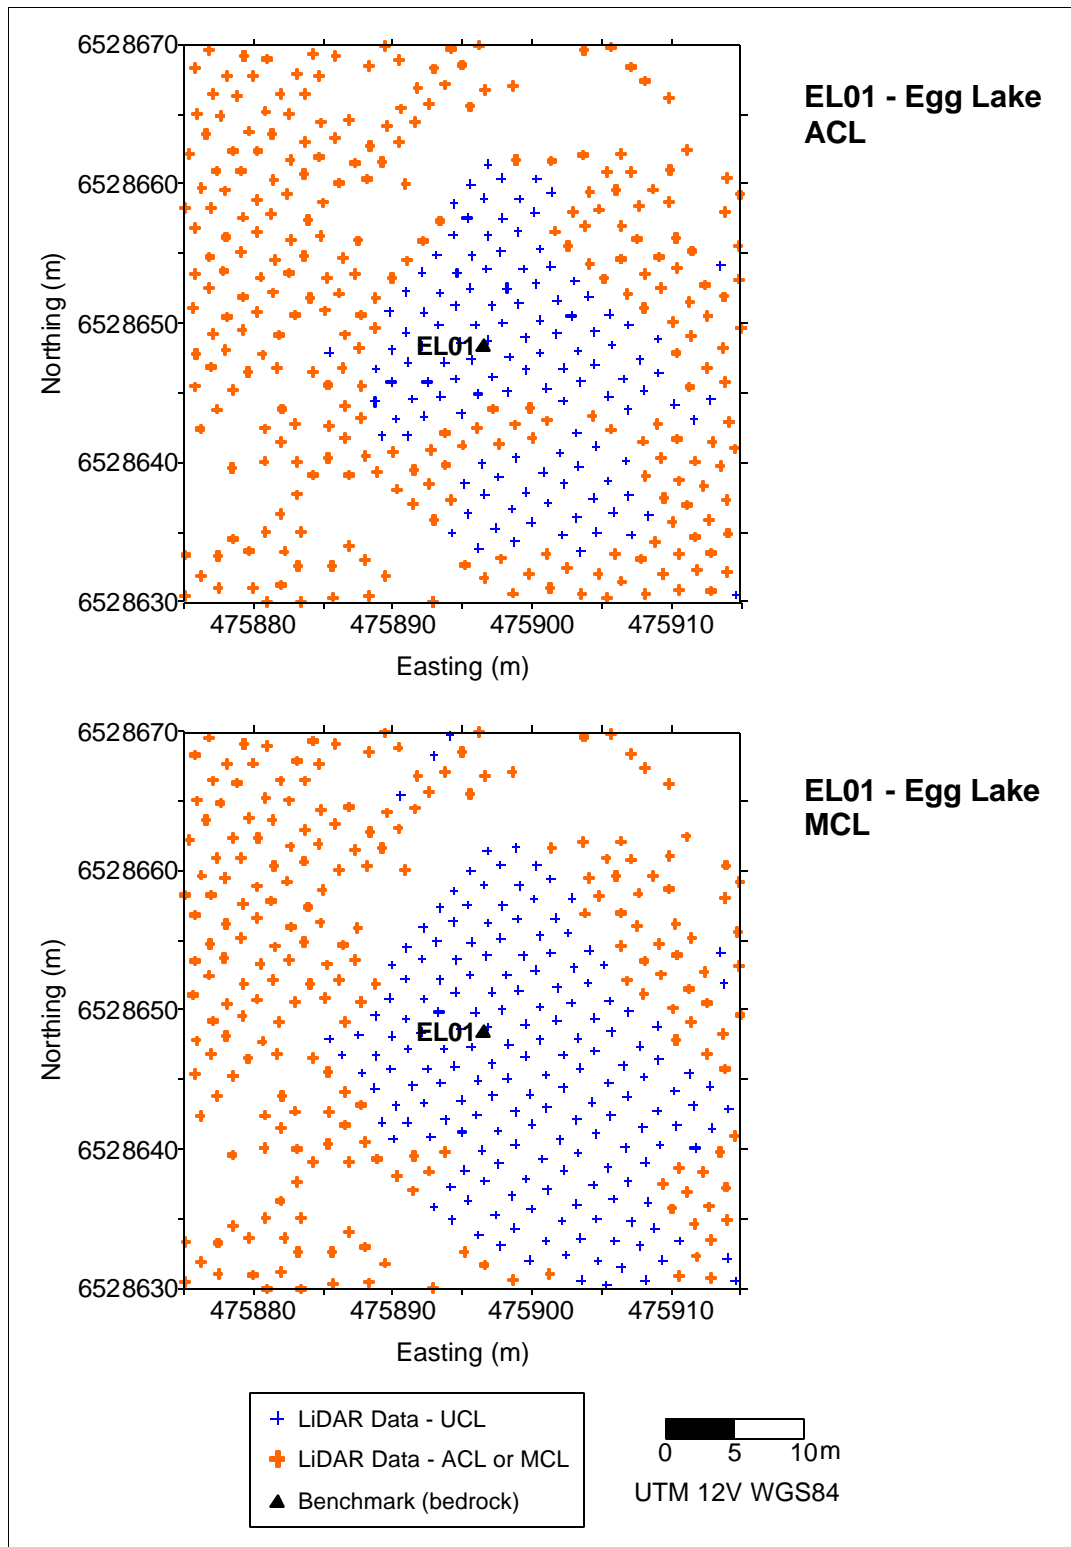 6528670
6528660
6528650
6528640
6528630
Northing (m)
EL01
475880 475890 475900 475910
Easting (m)
EL01 - Egg Lake
ACL
6528670
6528660
6528650
6528640
6528630
Northing (m)
EL01
475880 475890 475900 475910
Easting (m)
EL01 - Egg Lake
MCL
LiDAR Data - UCL
LiDAR Data - ACL or MCL
Benchmark (bedrock)
0 5 10m
UTM 12V WGS84